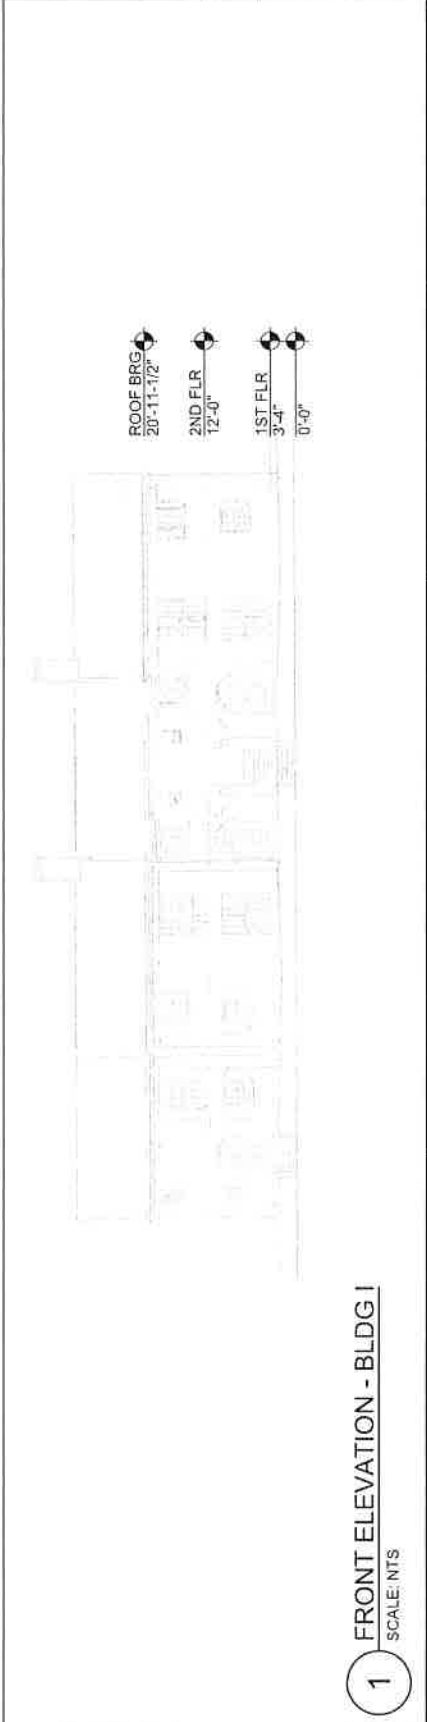 ROOF BRG
20'-11-1/2"
2ND FLR
12'-0"
1ST FLR
3'-4"
0'-0"
1
FRONT ELEVATION - BLDG I
SCALE: NTS